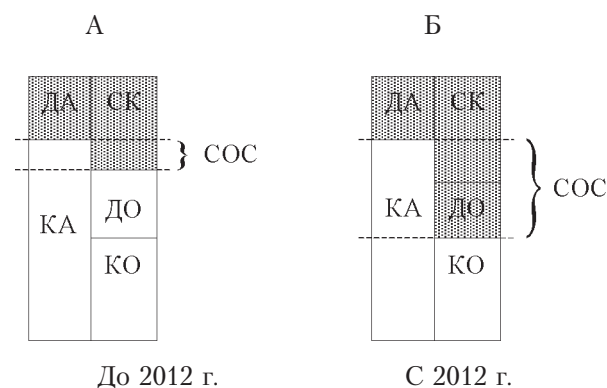 А
Б
ДА СК
КА ДО
КО
СОС
ДА СК
КА ДО
КО
СОС
До 2012 г.
С 2012 г.